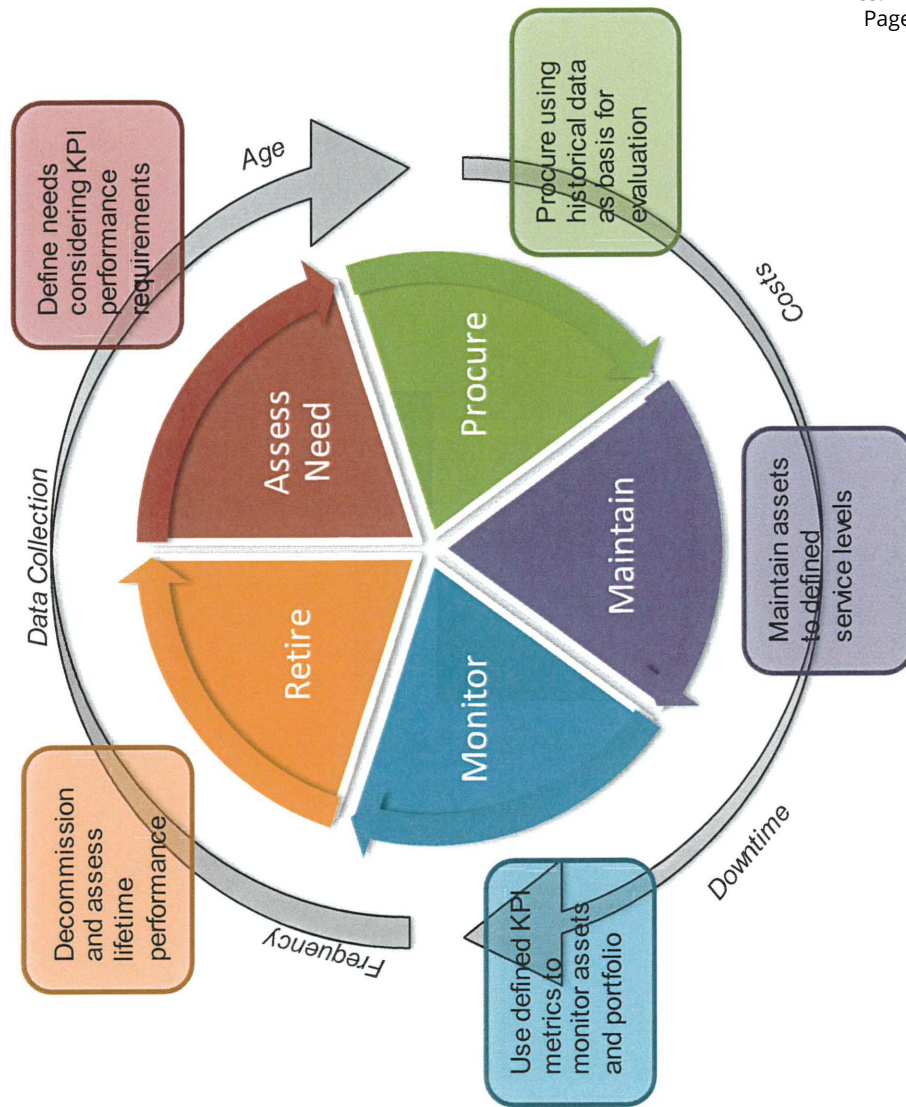 Page
Data Collection
Define needs
considering KPI
performance
requirements
Age
Procure using
historical data
as basis for
evaluation
Costs
Maintain assets
to defined
service levels
Downtime
Use defined KPI
metrics to
monitor assets
and portfolio
Frequency
Decommission
and assess
lifetime
performance
Assess
Need
Procure
Maintain
Monitor
Retire